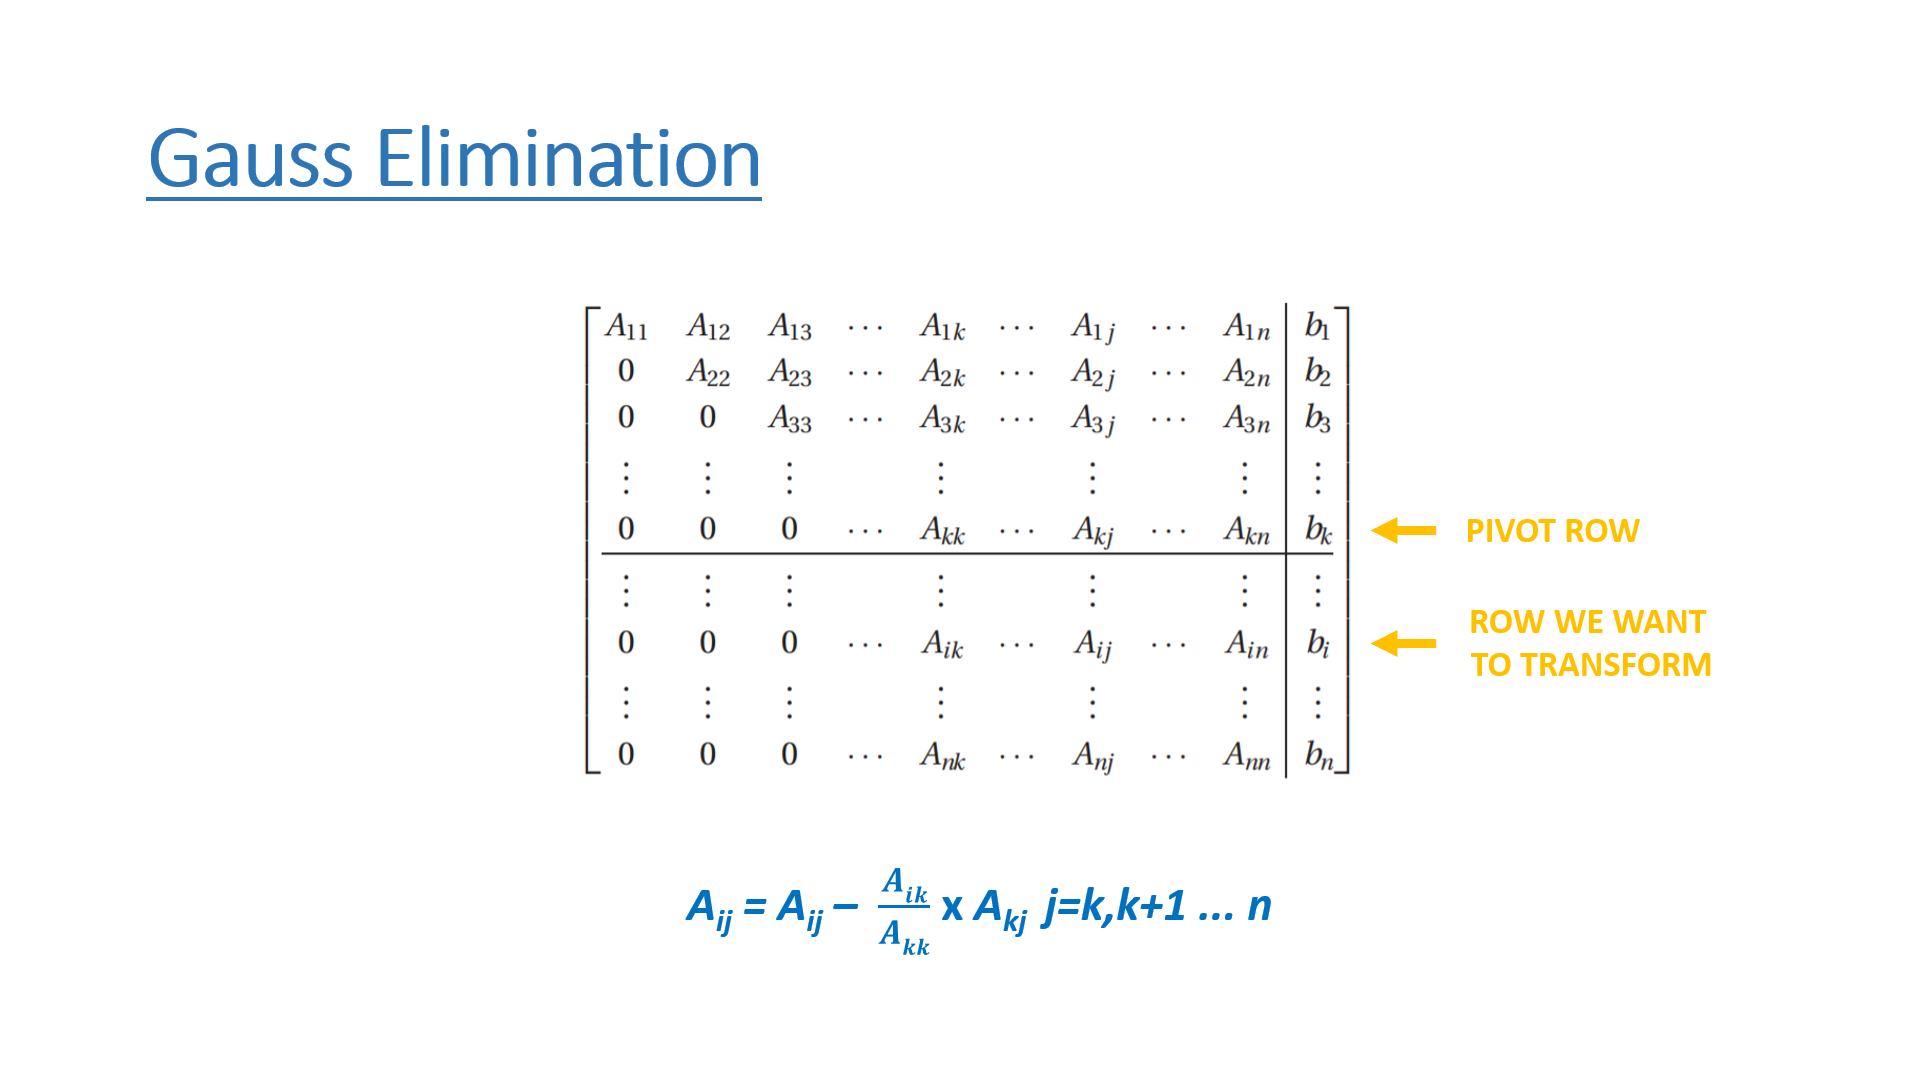 Gauss Elimination
A11 A12 A13 ··· A1k ··· A1j ··· A1n b1
0 A22 A23 ··· A2k ··· A2j ··· A2n b2
0 0 A33 ··· A3k ··· A3j ··· A3n b3
⋮ ⋮ ⋮ ⋮ ⋮ ⋮ ⋮
0 0 0 ··· Akk ··· Akj ··· Akn bk
PIVOT ROW
⋮ ⋮ ⋮ ⋮ ⋮ ⋮ ⋮
0 0 0 ··· Aik ··· Aij ··· Ain bi
ROW WE WANT
TO TRANSFORM
⋮ ⋮ ⋮ ⋮ ⋮ ⋮ ⋮
0 0 0 ··· Ank ··· Anj ··· Ann bn
Aij = Aij – Aik/Akk x Akj j=k,k+1 ... n